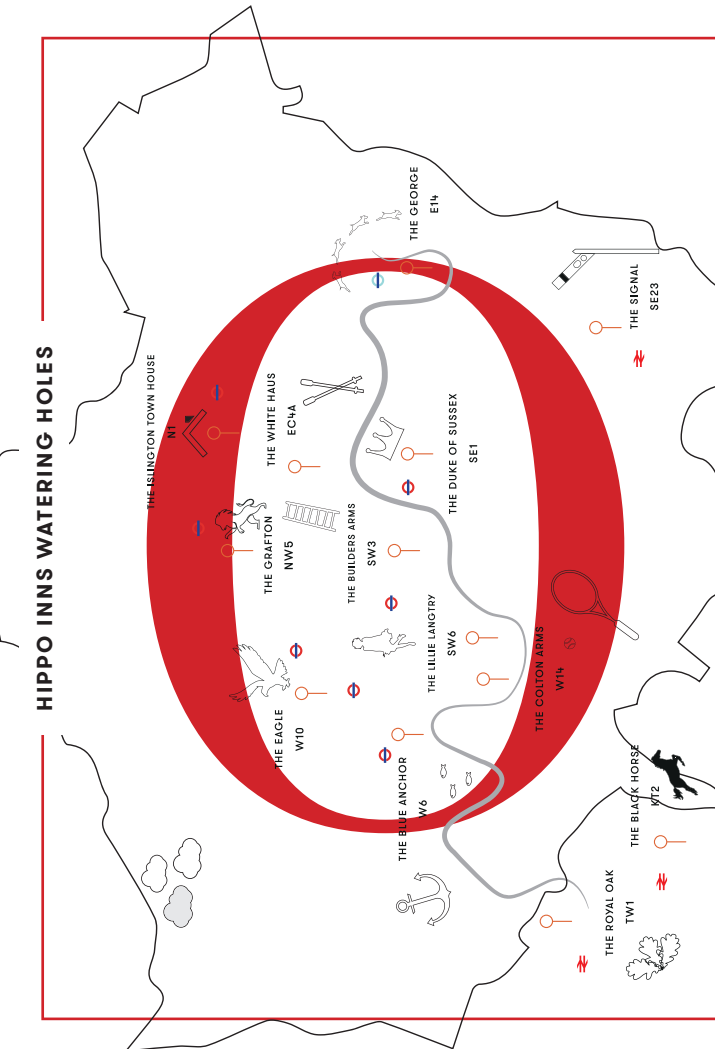 HIPPO INNS WATERING HOLES
THE ISLINGTON TOWN HOUSE
N1
THE WHITE HAUS
EC4A
THE GEORGE
E14
THE GRAFTON
NW5
THE BUILDERS ARMS
SW3
THE DUKE OF SUSSEX
SE1
THE SIGNAL
SE23
THE EAGLE
W10
THE LILLIE LANGTRY
SW6
THE COLTON ARMS
W14
THE BLUE ANCHOR
W6
THE BLACK HORSE
KT2
THE ROYAL OAK
TW1